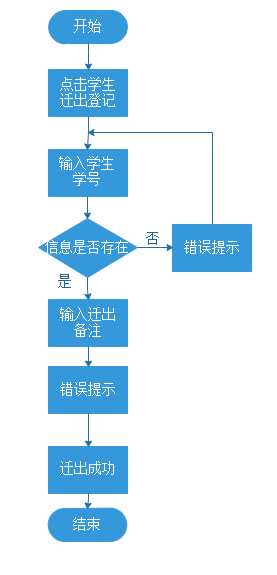 开始
点击学生
迁出登记
输入学生
学号
信息是否存在
否
错误提示
是
输入迁出
备注
错误提示
迁出成功
结束